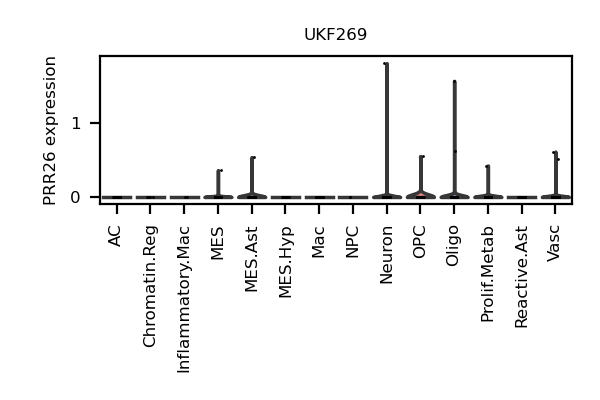 UKF269
PRR26 expression
1
0
AC
Chromatin.Reg
Inflammatory.Mac
MES
MES.Ast
MES.Hyp
Mac
NPC
Neuron
OPC
Oligo
Prolif.Metab
Reactive.Ast
Vasc